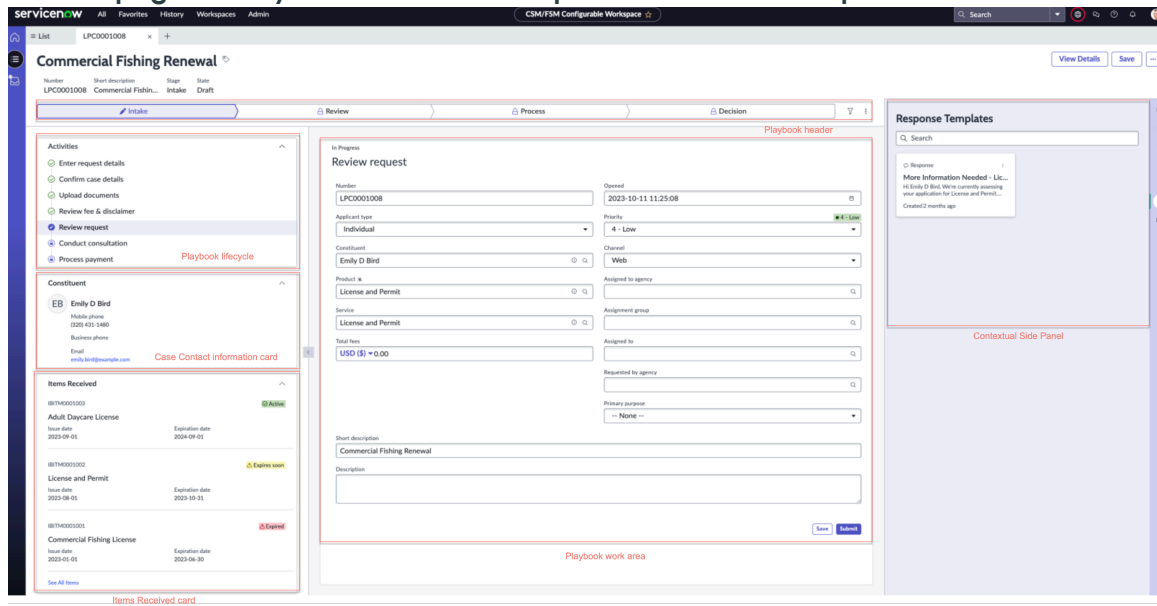 servicenow All Favorites History Workspaces Admin CSM/FSM Configurable Workspace Search
List LPC0001008 × +
Commercial Fishing Renewal View Details Save
Number Short description Stage State
LPC0001008 Commercial Fishin... Intake Draft
Intake Review Process Decision
Playbook header
Activities
Enter request details
Confirm case details
Upload documents
Review fee & disclaimer
Review request
Conduct consultation
Process payment
Playbook lifecycle
Constituent
EB Emily D Bird
Mobile phone
(320) 431-1480
Business phone
Email
emily.bird@example.com
Case Contact information card
Items Received
IBITM0001003 Active
Adult Daycare License
Issue date Expiration date
2023-09-01 2024-09-01
IBITM0001002 Expires soon
License and Permit
Issue date Expiration date
2023-08-01 2023-10-31
IBITM0001001 Expired
Commercial Fishing License
Issue date Expiration date
2023-01-01 2023-06-30
See All Items
Items Received card
In Progress
Review request
Number Opened
LPC0001008 2023-10-11 11:25:08
Applicant type Priority 4 - Low
Individual 4 - Low
Constituent Channel
Emily D Bird Web
Product * Assigned to agency
License and Permit
Service Assignment group
License and Permit
Total fees Assigned to
USD ($) 0.00
Requested by agency
Primary purpose
-- None --
Short description
Commercial Fishing Renewal
Description
Save Submit
Playbook work area
Response Templates
Search
Response
More Information Needed - Lic...
Hi Emily D Bird, We're currently assessing
your application for License and Permit....
Created 2 months ago
Contextual Side Panel